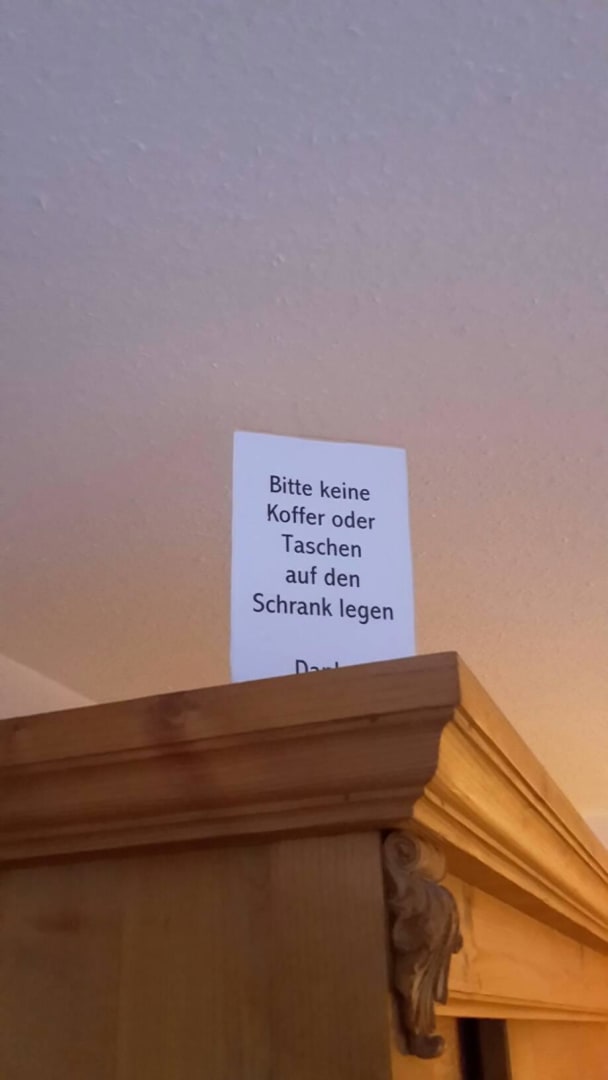 Bitte keine
Koffer oder
Taschen
auf den
Schrank legen